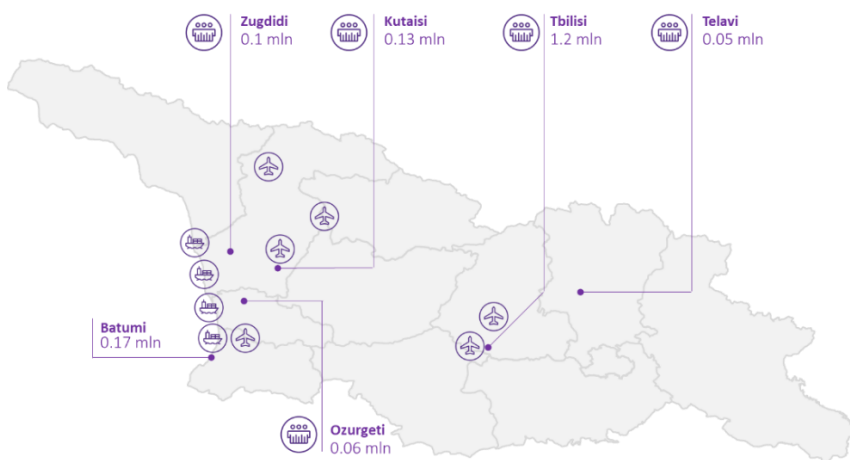 Zugdidi
0.1 mln
Kutaisi
0.13 mln
Tbilisi
1.2 mln
Telavi
0.05 mln
Batumi
0.17 mln
Ozurgeti
0.06 mln